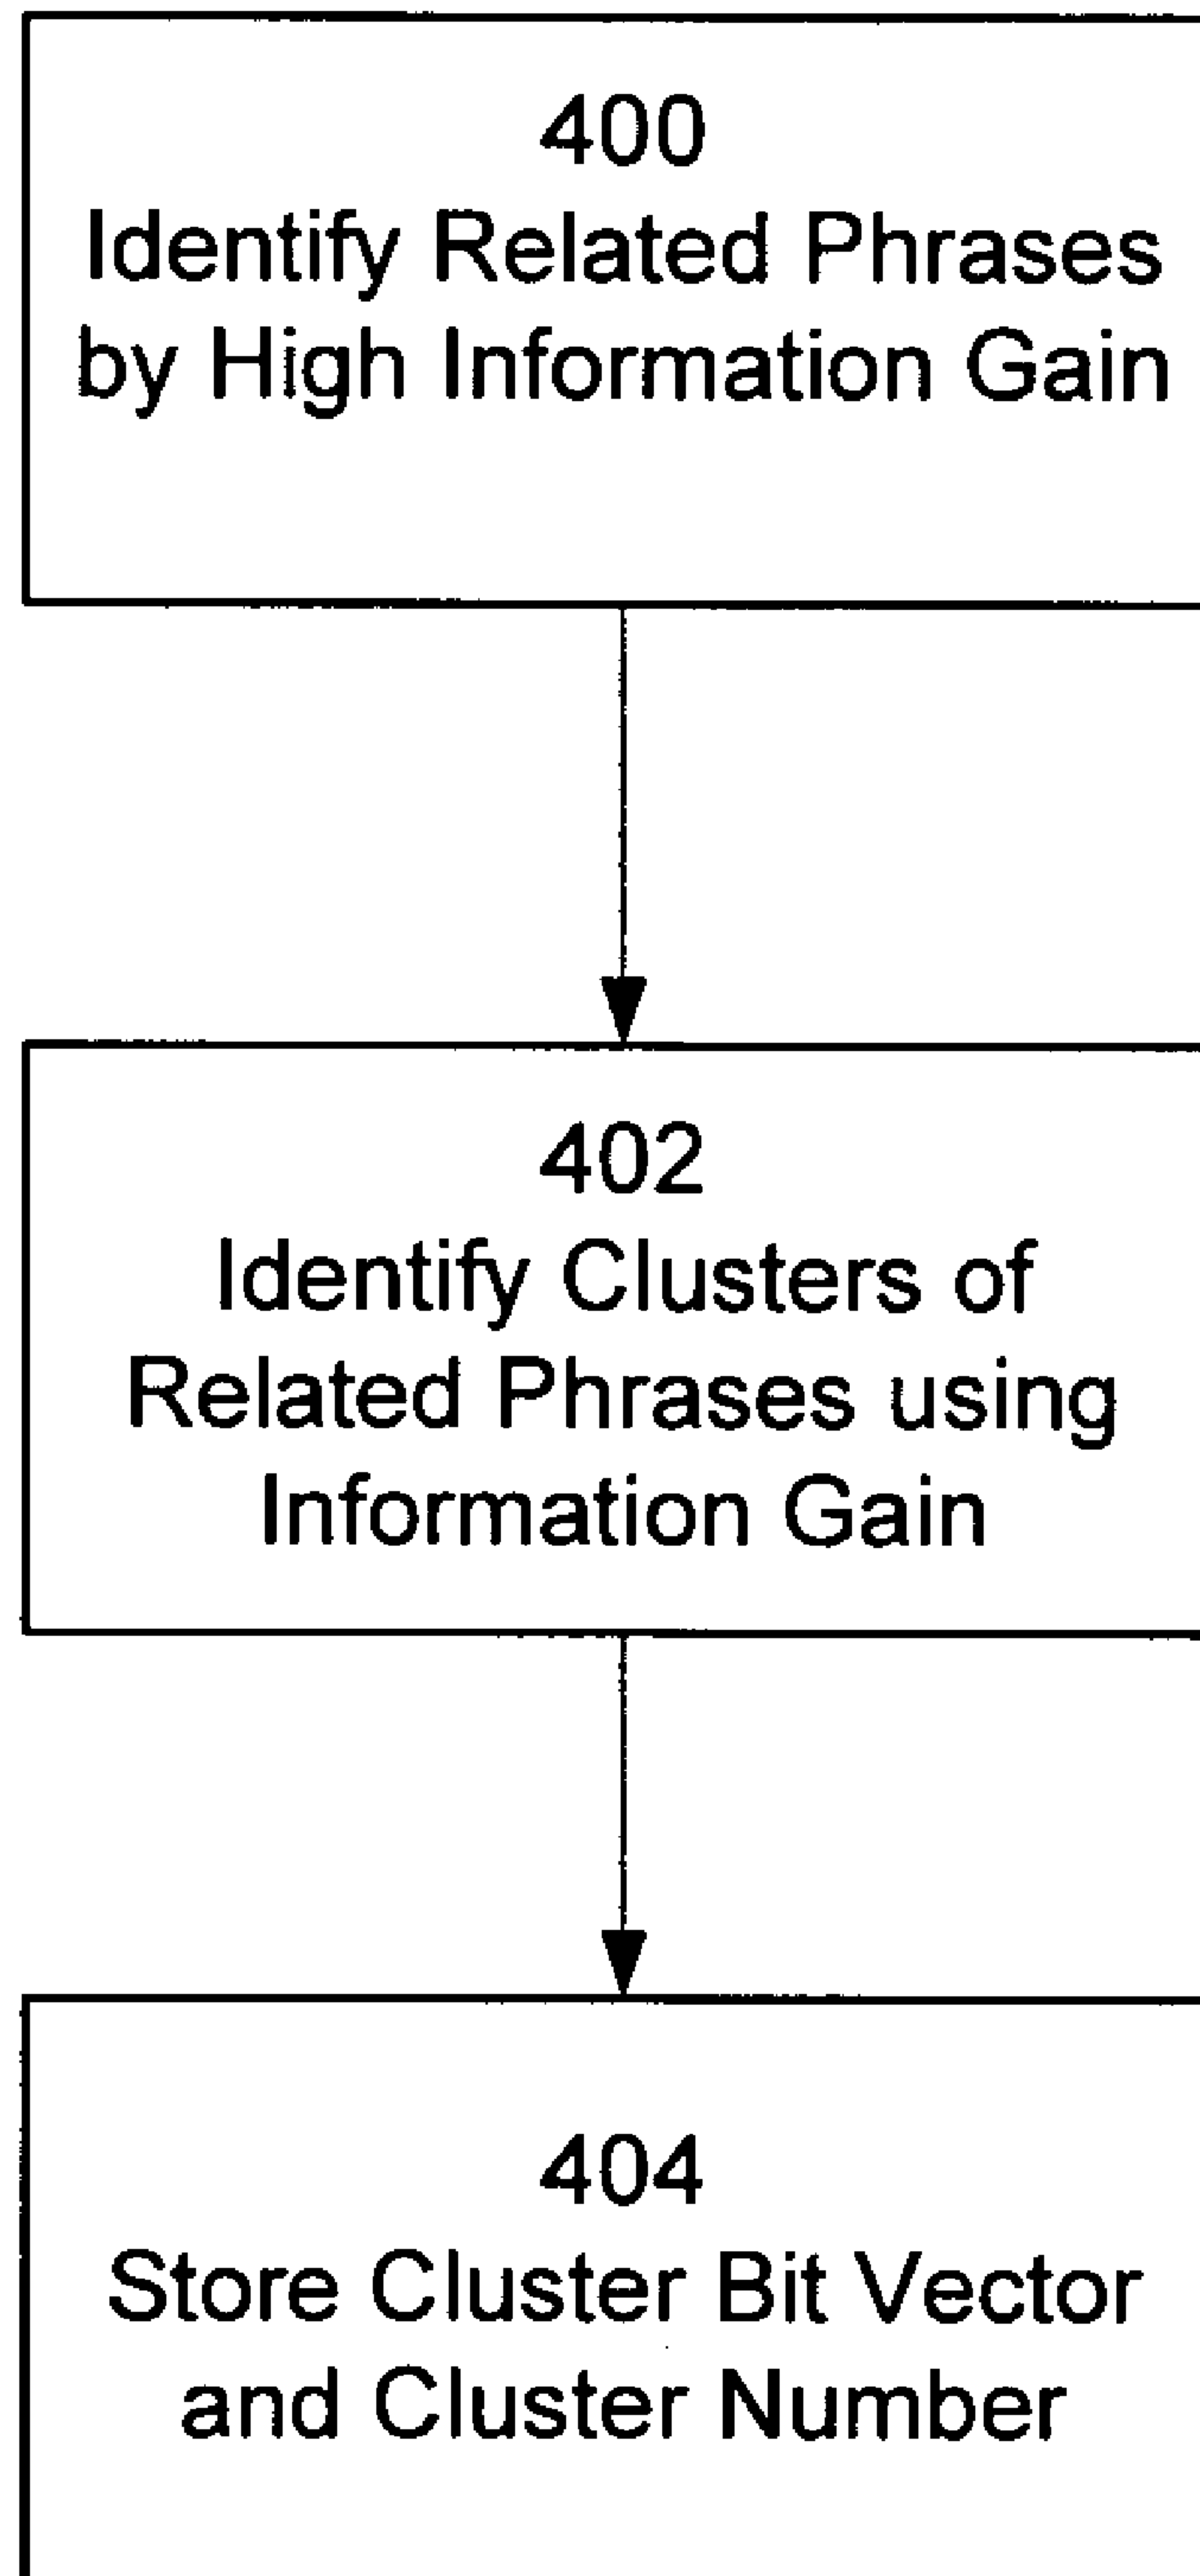 400
Identify Related Phrases
by High Information Gain
402
Identify Clusters of
Related Phrases using
Information Gain
404
Store Cluster Bit Vector
and Cluster Number